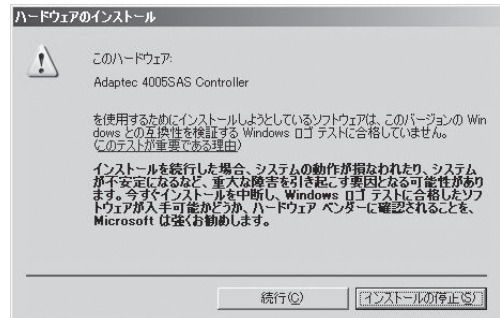 ハードウェアのインストール
このハードウェア:
Adaptec 4005SAS Controller
を使用するためにインストールしようとしているソフトウェアは、このバージョンの Win
dows との互換性を検証する Windows ロゴ テストに合格していません。
(このテストが重要である理由)
インストールを続行した場合、システムの動作が損なわれたり、システム
が不安定になるなど、重大な障害を引き起こす要因となる可能性があり
ます。今すぐインストールを中断し、Windows ロゴ テストに合格したソフ
トウェアが入手可能かどうか、ハードウェア ベンダーに確認されることを、
Microsoft は強くお勧めします。
続行(C) インストールの停止(S)